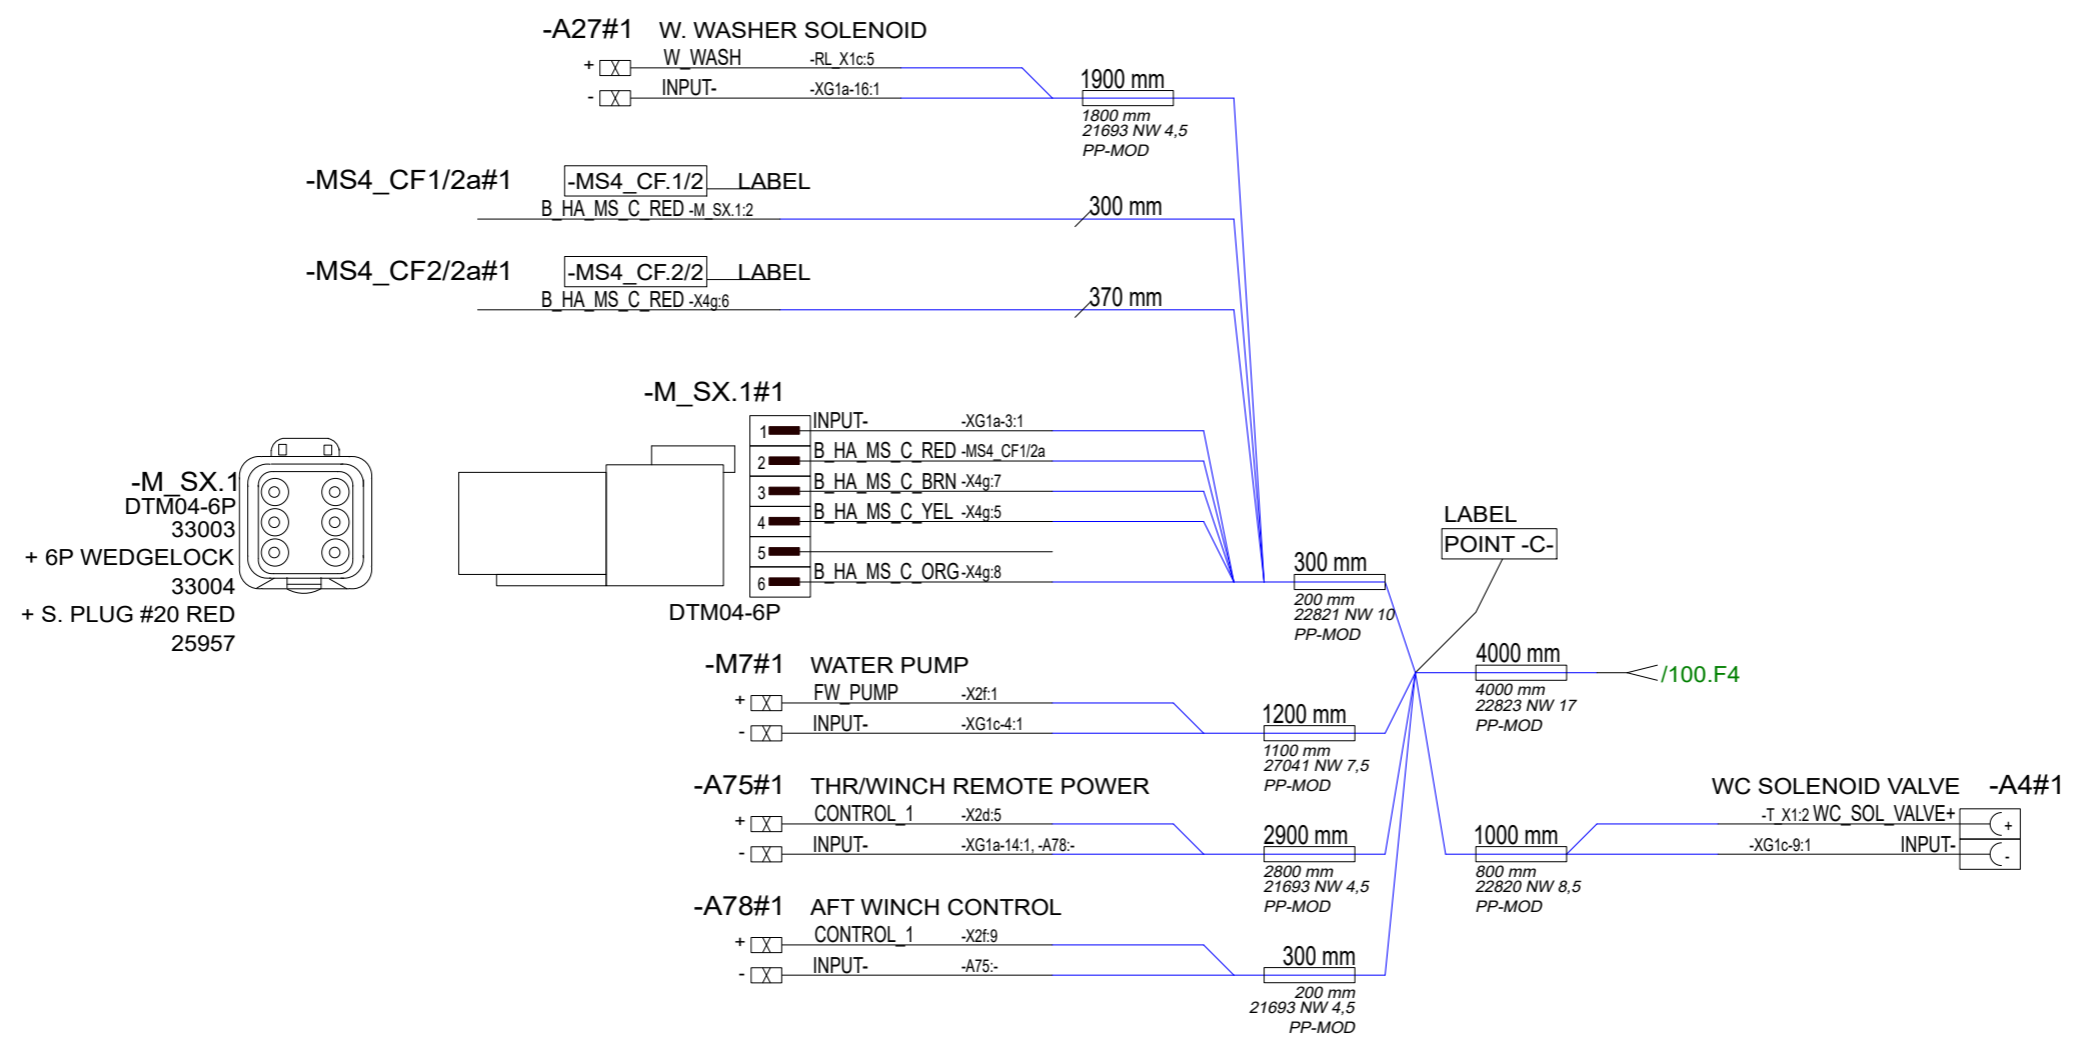 -A27#1 W. WASHER SOLENOID
+ X W_WASH -RL_X1c:5
- X INPUT- -XG1a-16:1
1900 mm
1800 mm
21693 NW 4,5
PP-MOD
-MS4_CF1/2a#1 -MS4_CF.1/2 LABEL
B_HA_MS_C_RED -M_SX.1:2 300 mm
-MS4_CF2/2a#1 -MS4_CF.2/2 LABEL
B_HA_MS_C_RED -X4g:6 370 mm
-M_SX.1#1
1 INPUT- -XG1a-3:1
2 B_HA_MS_C_RED -MS4_CF1/2a
3 B_HA_MS_C_BRN -X4g:7
4 B_HA_MS_C_YEL -X4g:5
5
6 B_HA_MS_C_ORG -X4g:8
DTM04-6P
-M_SX.1
DTM04-6P
33003
+ 6P WEDGELOCK
33004
+ S. PLUG #20 RED
25957
300 mm
200 mm
22821 NW 10
PP-MOD
LABEL
POINT -C-
4000 mm
4000 mm
22823 NW 17
PP-MOD
/100.F4
-M7#1 WATER PUMP
+ X FW_PUMP -X2f:1
- X INPUT- -XG1c-4:1
1200 mm
1100 mm
27041 NW 7,5
PP-MOD
-A75#1 THR/WINCH REMOTE POWER
+ X CONTROL_1 -X2d:5
- X INPUT- -XG1a-14:1, -A78:-
2900 mm
2800 mm
21693 NW 4,5
PP-MOD
WC SOLENOID VALVE -A4#1
-T_X1:2 WC_SOL_VALVE+ +
-XG1c-9:1 INPUT- -
1000 mm
800 mm
22820 NW 8,5
PP-MOD
-A78#1 AFT WINCH CONTROL
+ X CONTROL_1 -X2f:9
- X INPUT- -A75:-
300 mm
200 mm
21693 NW 4,5
PP-MOD